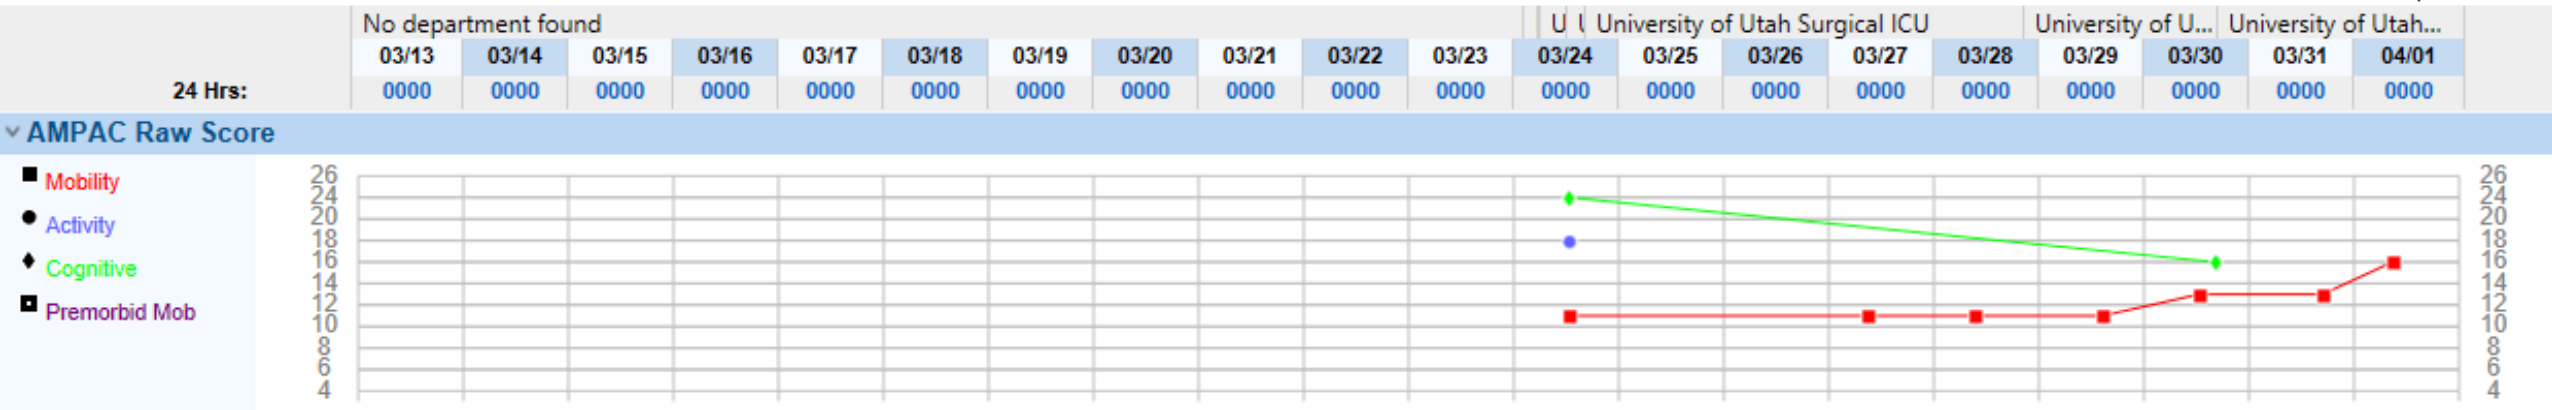 No department found U University of Utah Surgical ICU University of U... University of Utah...
03/13 03/14 03/15 03/16 03/17 03/18 03/19 03/20 03/21 03/22 03/23 03/24 03/25 03/26 03/27 03/28 03/29 03/30 03/31 04/01
24 Hrs: 0000 0000 0000 0000 0000 0000 0000 0000 0000 0000 0000 0000 0000 0000 0000 0000 0000 0000 0000 0000
AMPAC Raw Score
Mobility
Activity
Cognitive
Premorbid Mob
26 26
24 24
20 20
18 18
16 16
14 14
12 12
10 10
8 8
6 6
4 4